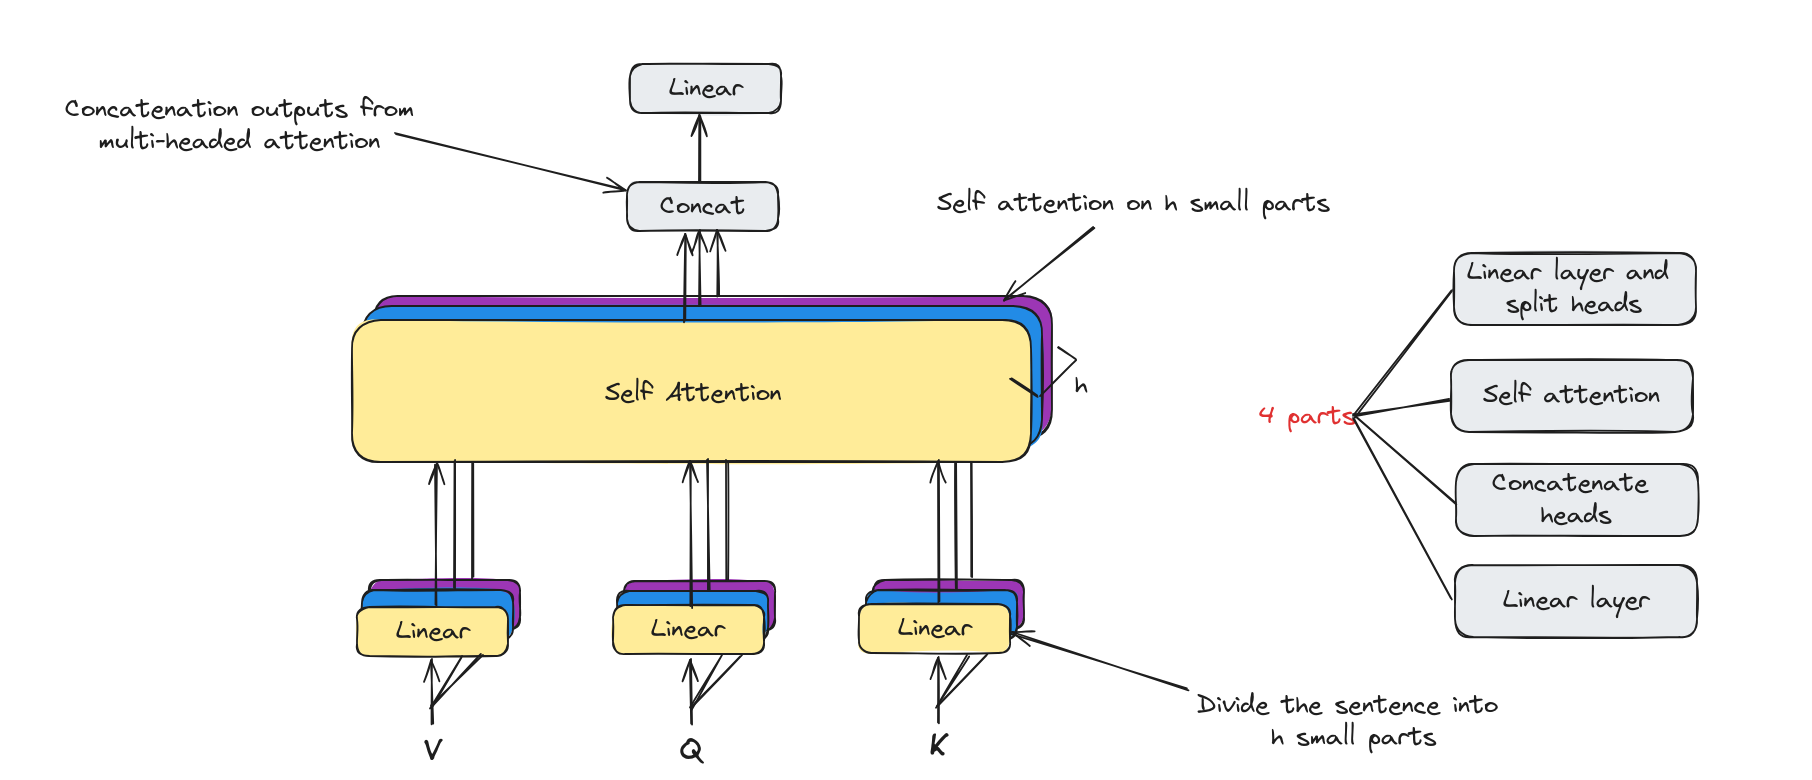 Linear
Concatenation outputs from
multi-headed attention
Concat
Self attention on h small parts
Self Attention
h
Linear
Linear
Linear
V
Q
K
Divide the sentence into
h small parts
4 parts
Linear layer and
split heads
Self attention
Concatenate
heads
Linear layer